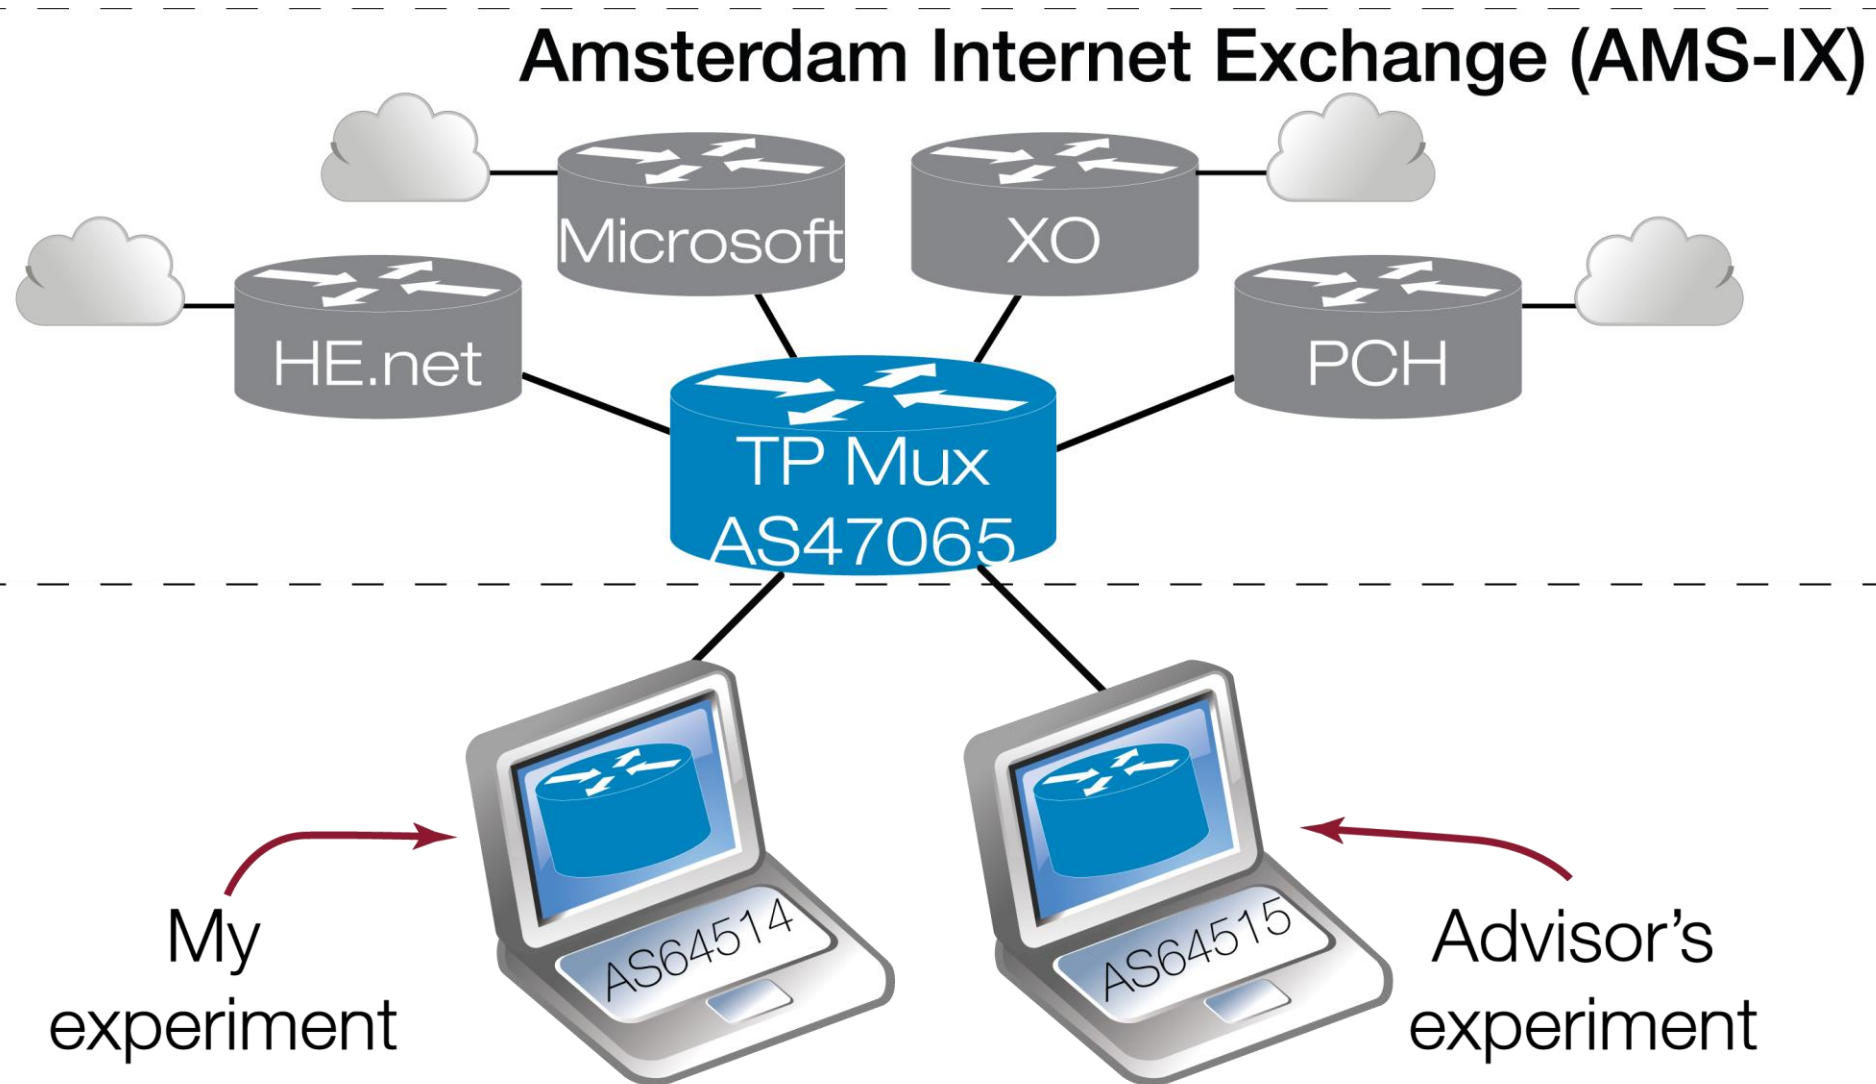 Amsterdam Internet Exchange (AMS-IX)
Microsoft
XO
HE.net
PCH
TP Mux
AS47065
AS64514
AS64515
My
experiment
Advisor’s
experiment